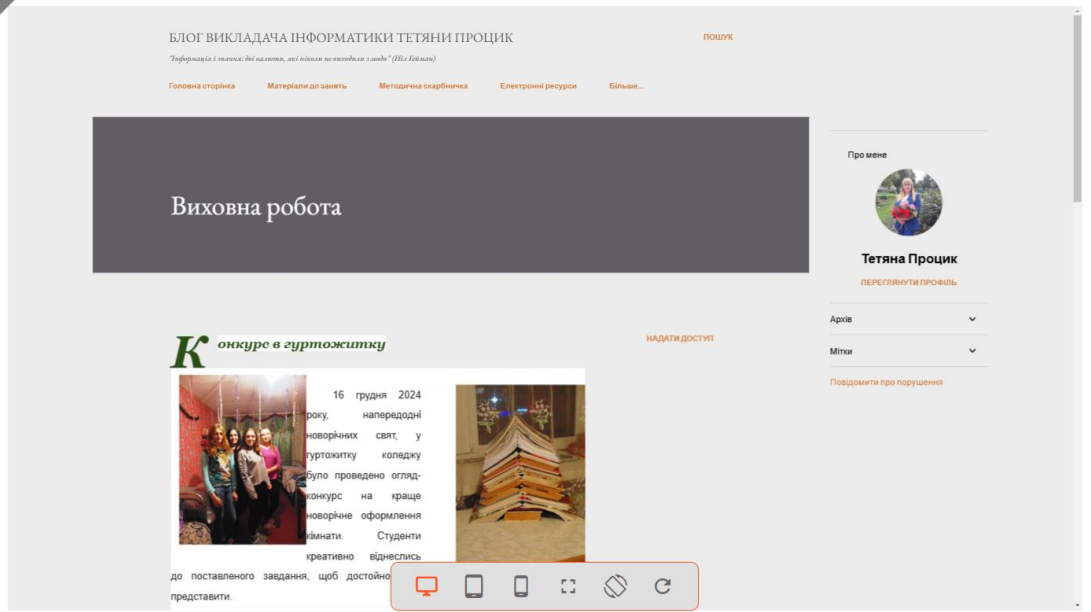 БЛОГ ВИКЛАДАЧА ІНФОРМАТИКИ ТЕТЯНИ ПРОЦИК
ПОШУК
"Інформація і знання: дві валюти, які ніколи не виходили з моди" (Ніл Гейман)
Головна сторінка Матеріали до занять Методична скарбничка Електронні ресурси Більше...
Виховна робота
Про мене
Тетяна Процик
ПЕРЕГЛЯНУТИ ПРОФІЛЬ
Архів
Мітки
Повідомити про порушення
Конкурс в гуртожитку
НАДАТИ ДОСТУП
16 грудня 2024
року, напередодні
новорічних свят, у
гуртожитку коледжу
було проведено огляд-
конкурс на краще
новорічне оформлення
кімнати. Студенти
креативно віднеслись
до поставленого завдання, щоб достойно
представити.